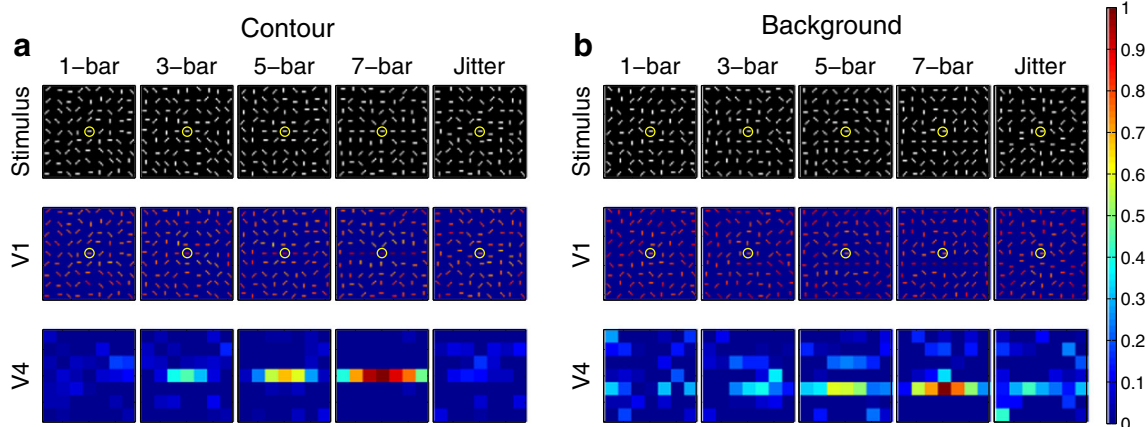 a
Contour
1−bar 3−bar 5−bar 7−bar Jitter
Stimulus
V1
V4
b
Background
1−bar 3−bar 5−bar 7−bar Jitter
Stimulus
V1
V4
1
0.9
0.8
0.7
0.6
0.5
0.4
0.3
0.2
0.1
0